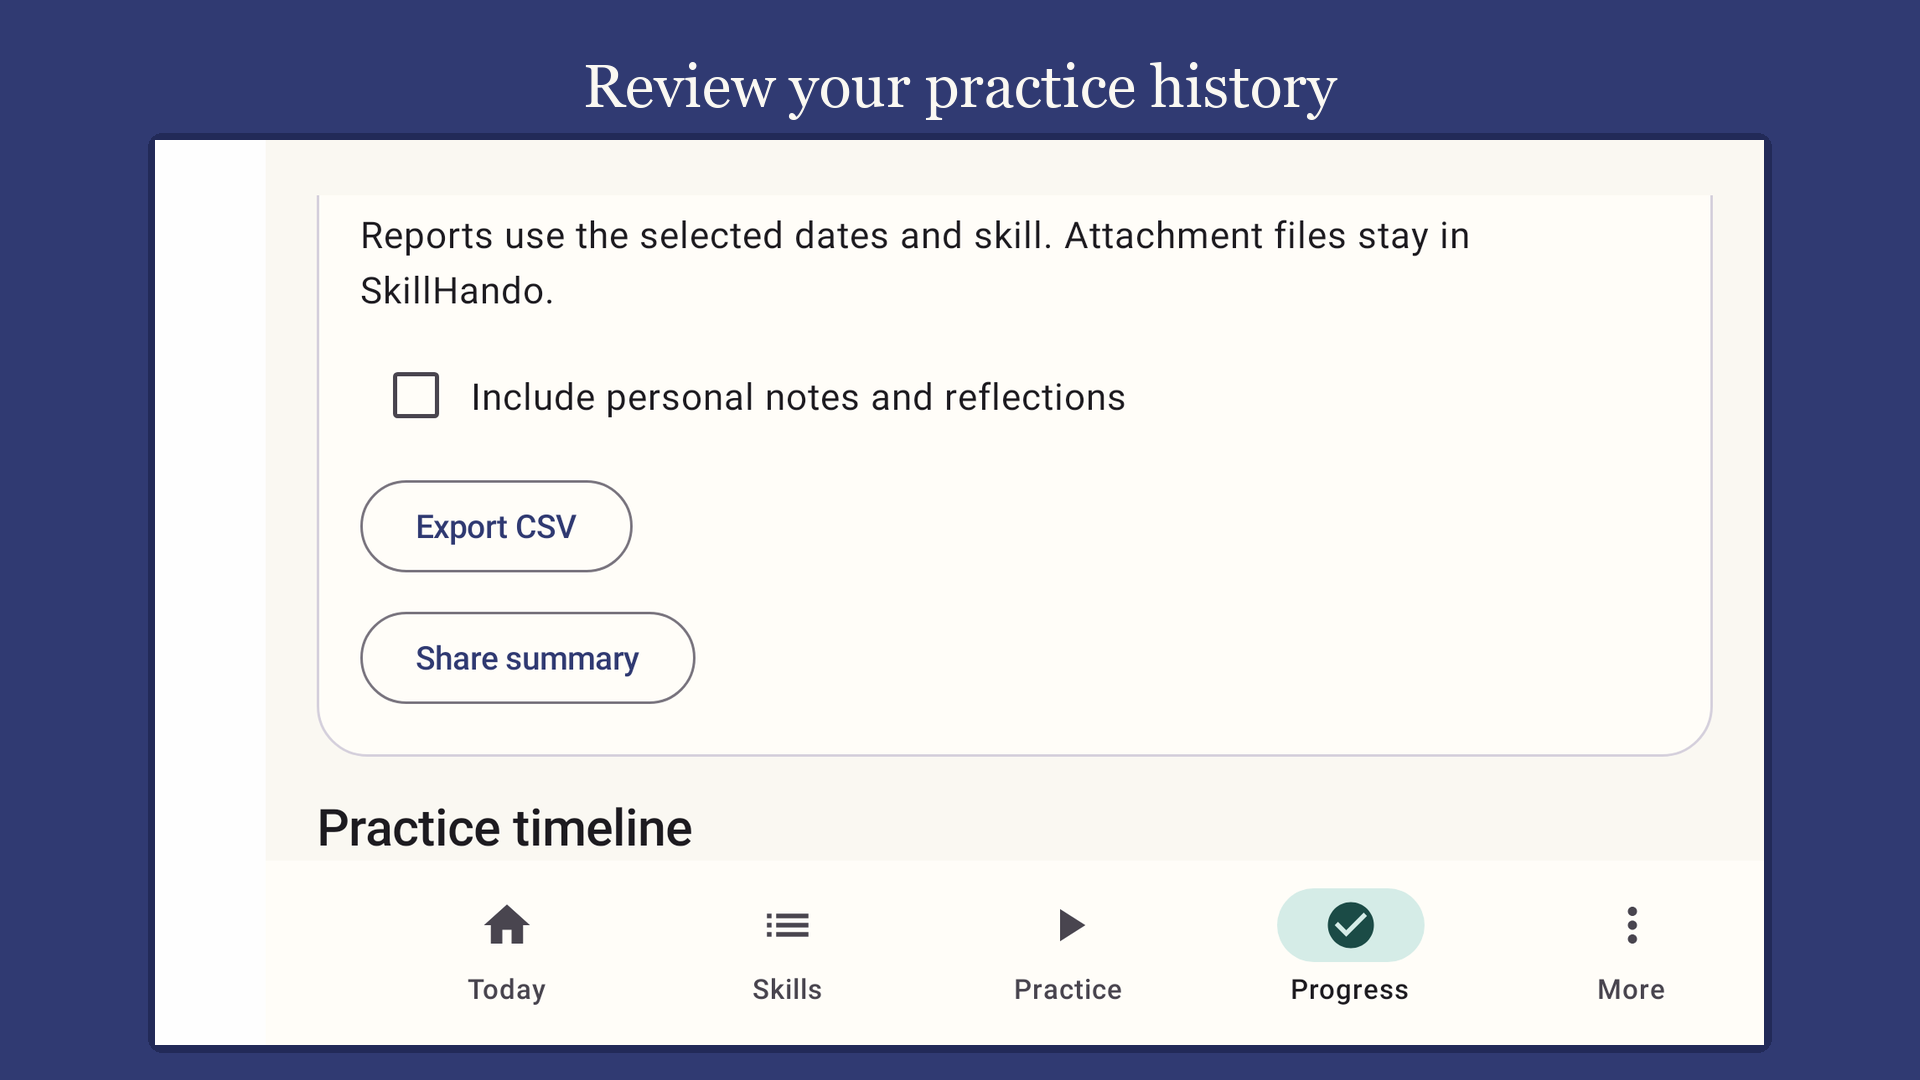 Review your practice history
Reports use the selected dates and skill. Attachment files stay in
SkillHando.
Include personal notes and reflections
Export CSV
Share summary
Practice timeline
Today
Skills
Practice
Progress
More